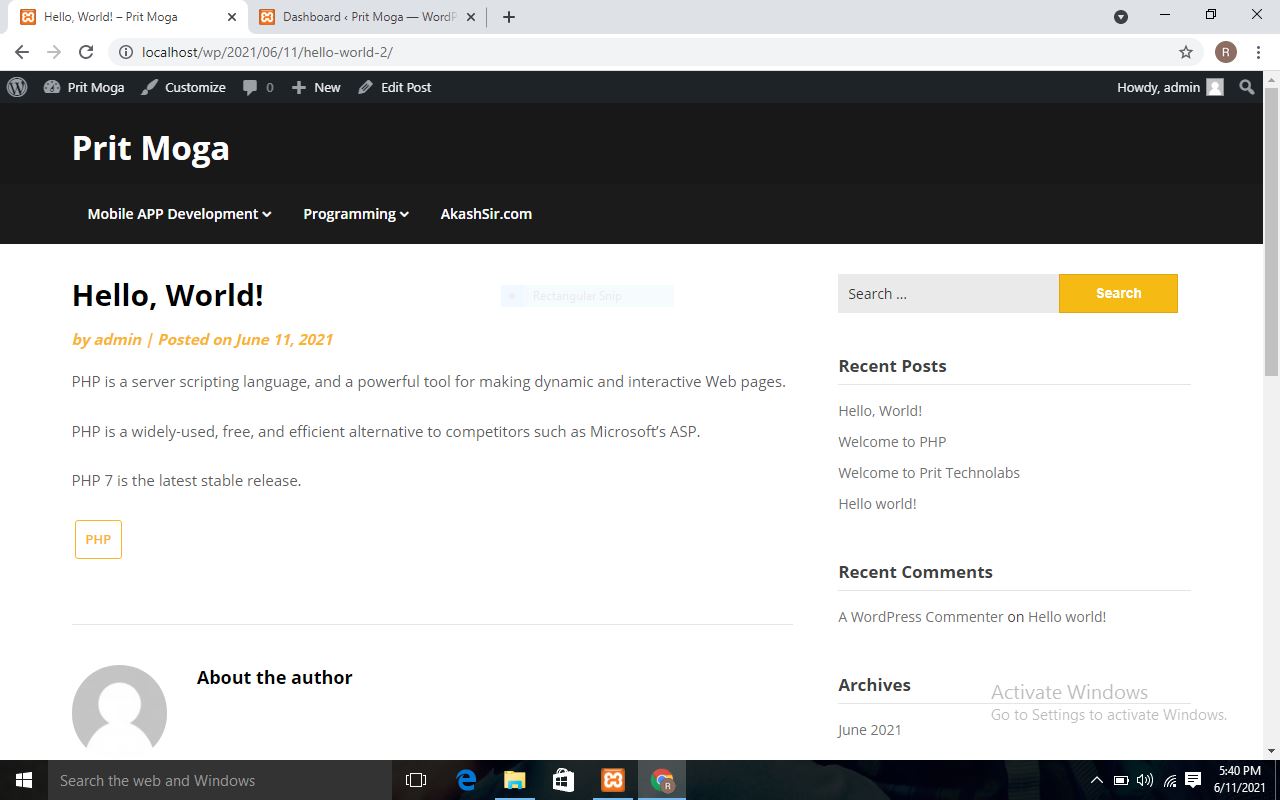 Hello, World! – Prit Moga
Dashboard ‹ Prit Moga — WordP
localhost/wp/2021/06/11/hello-world-2/
R
Prit Moga
Customize
0
New
Edit Post
Howdy, admin
Prit Moga
Mobile APP Development
Programming
AkashSir.com
Hello, World!
Rectangular Snip
by admin | Posted on June 11, 2021
PHP is a server scripting language, and a powerful tool for making dynamic and interactive Web pages.
PHP is a widely-used, free, and efficient alternative to competitors such as Microsoft’s ASP.
PHP 7 is the latest stable release.
PHP
About the author
Search …
Search
Recent Posts
Hello, World!
Welcome to PHP
Welcome to Prit Technolabs
Hello world!
Recent Comments
A WordPress Commenter on Hello world!
Archives
June 2021
Activate Windows
Go to Settings to activate Windows.
Search the web and Windows
R
5:40 PM
6/11/2021